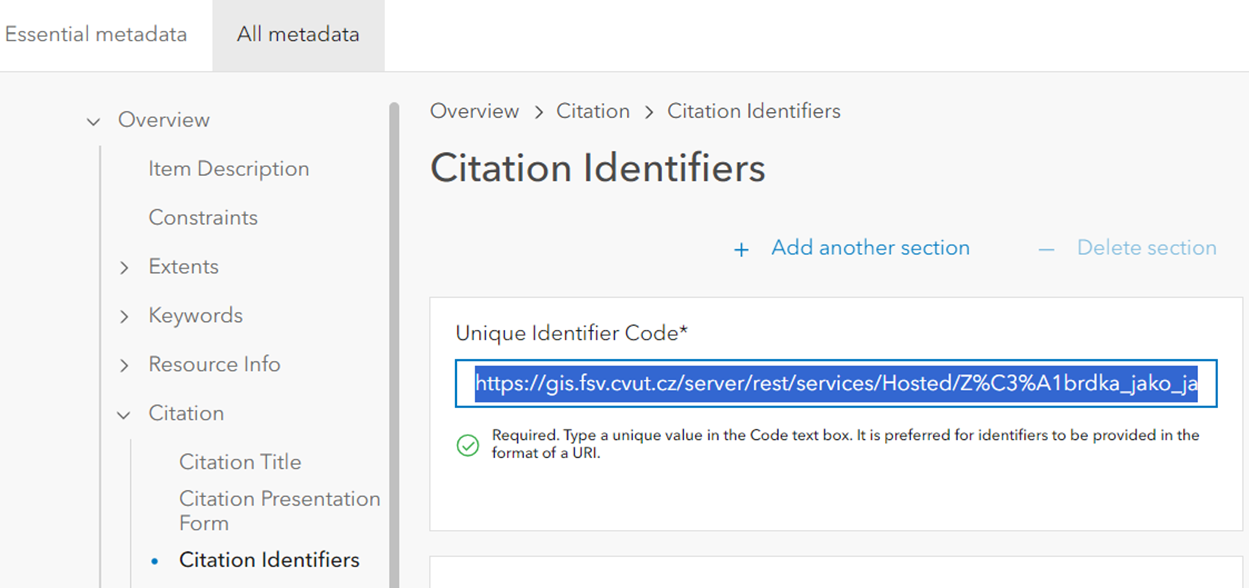 Essential metadata
All metadata
Overview
Item Description
Constraints
Extents
Keywords
Resource Info
Citation
Citation Title
Citation Presentation
Form
Citation Identifiers
Overview > Citation > Citation Identifiers
Citation Identifiers
+ Add another section
— Delete section
Unique Identifier Code*
https://gis.fsv.cvut.cz/server/rest/services/Hosted/Z%C3%A1brdka_jako_ja
Required. Type a unique value in the Code text box. It is preferred for identifiers to be provided in the
format of a URI.